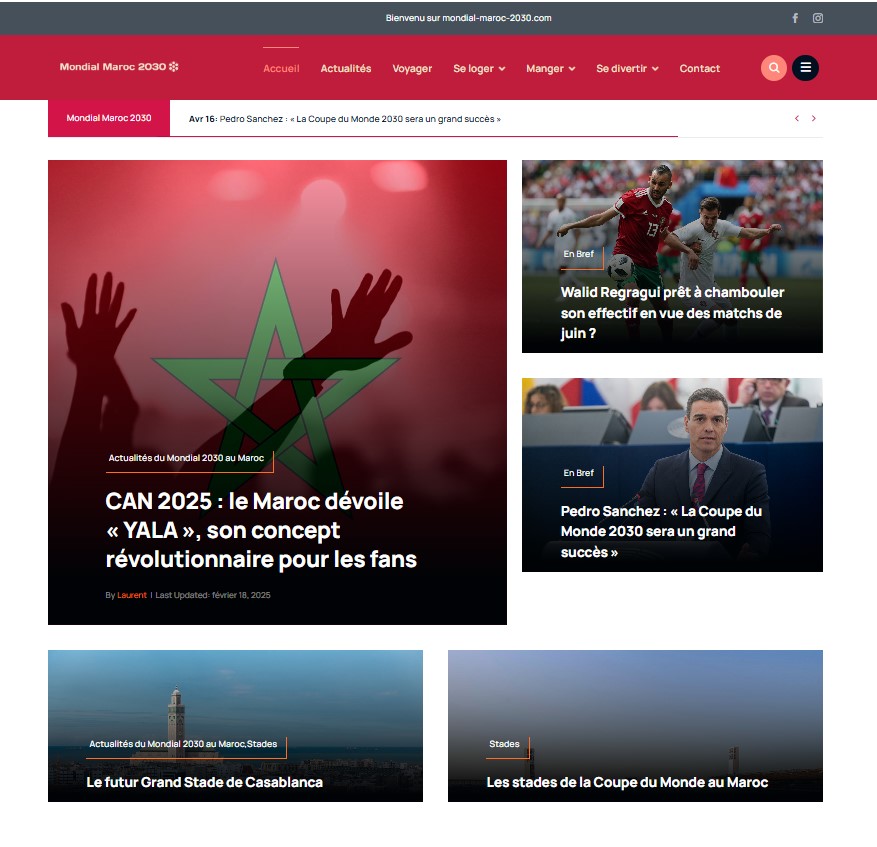 Bienvenu sur mondial-maroc-2030.com
Mondial Maroc 2030
Accueil Actualités Voyager Se loger Manger Se divertir Contact
Mondial Maroc 2030
Avr 16: Pedro Sanchez : « La Coupe du Monde 2030 sera un grand succès »
Actualités du Mondial 2030 au Maroc
CAN 2025 : le Maroc dévoile
« YALA », son concept
révolutionnaire pour les fans
By Laurent | Last Updated: février 18, 2025
13
En Bref
Walid Regragui prêt à chambouler
son effectif en vue des matchs de
juin ?
En Bref
Pedro Sanchez : « La Coupe du
Monde 2030 sera un grand
succès »
Actualités du Mondial 2030 au Maroc,Stades
Le futur Grand Stade de Casablanca
Stades
Les stades de la Coupe du Monde au Maroc